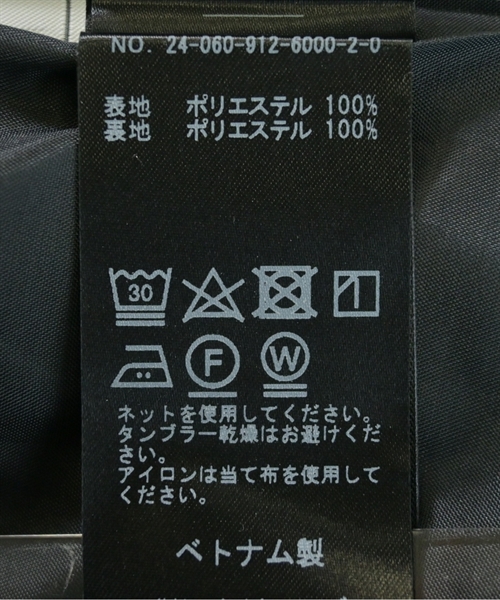 NO. 24-060-912-6000-2-0
表地 ポリエステル 100%
裏地 ポリエステル 100%
30
F
W
ネットを使用してください。
タンブラー乾燥はお避けくだ
さい。
アイロンは当て布を使用して
ください。
ベトナム製